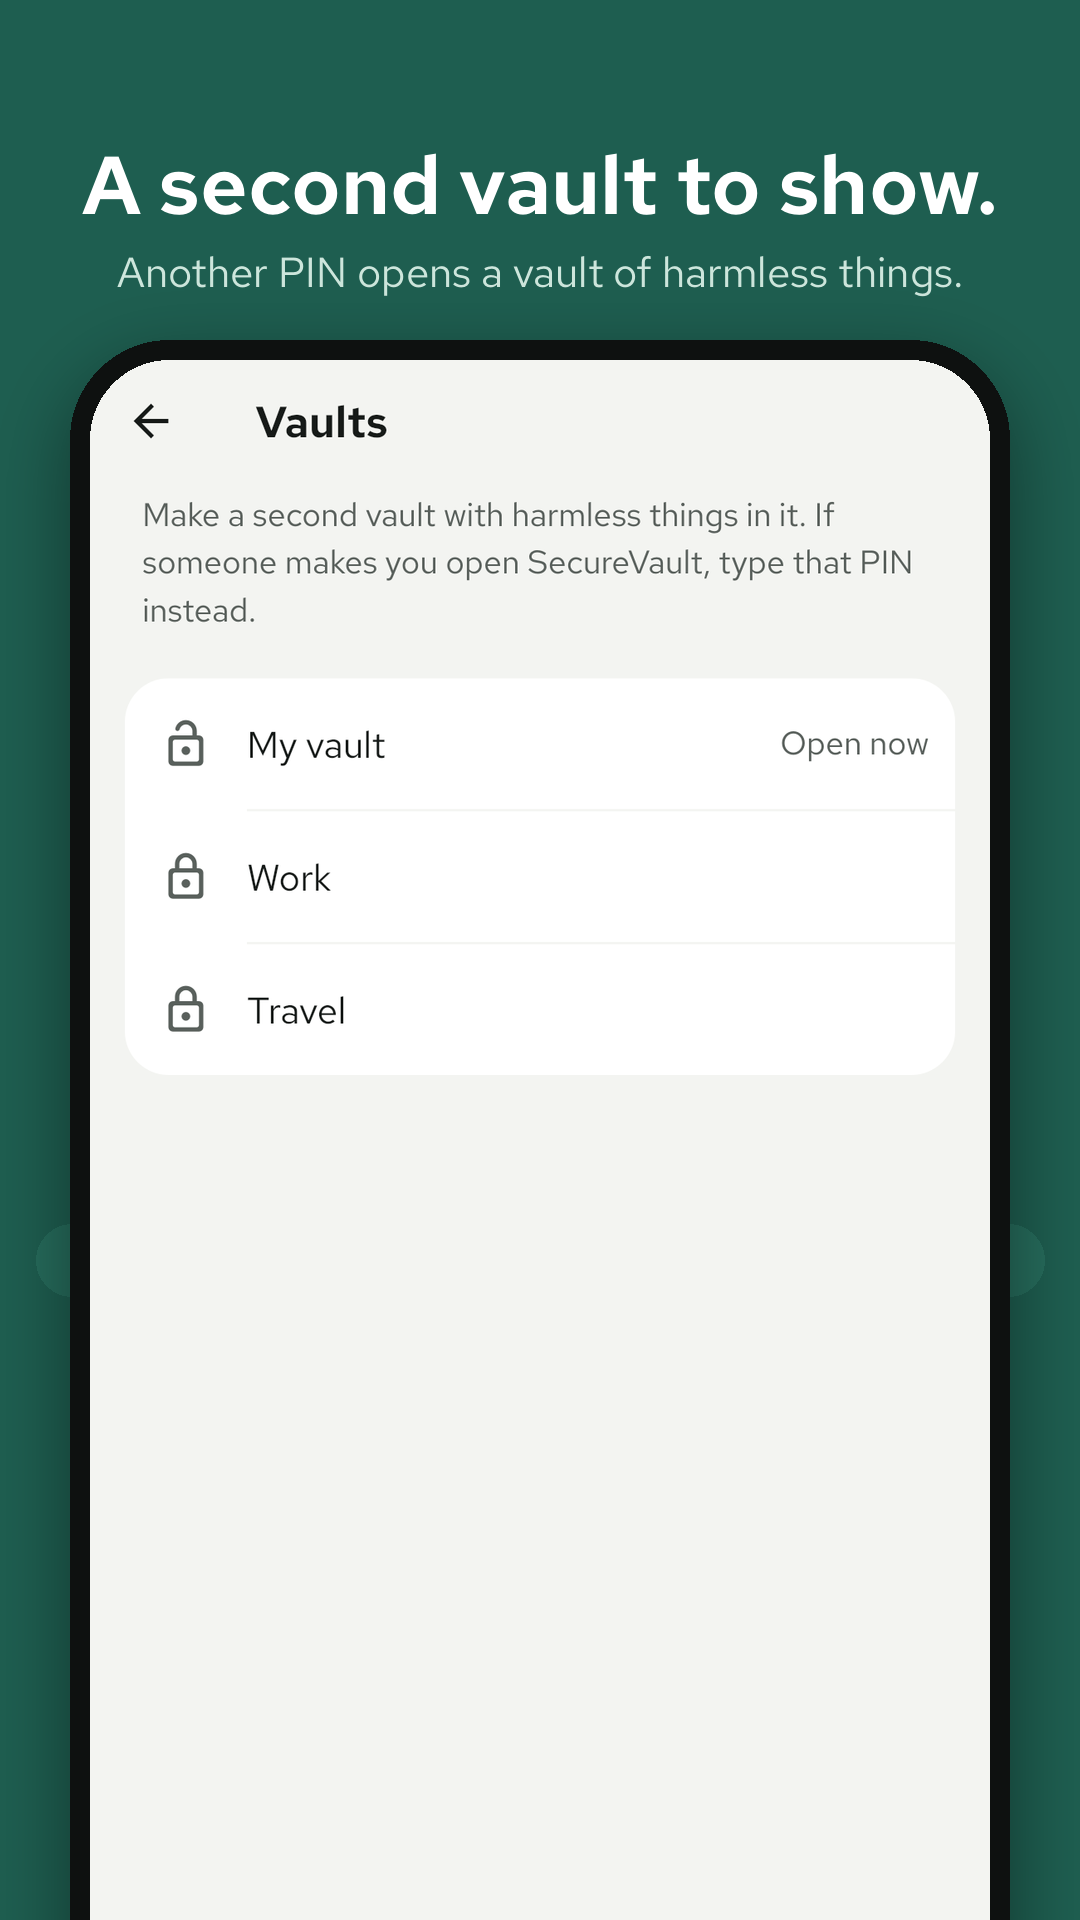 A second vault to show.
Another PIN opens a vault of harmless things.
Vaults
Make a second vault with harmless things in it. If
someone makes you open SecureVault, type that PIN
instead.
My vault
Open now
Work
Travel